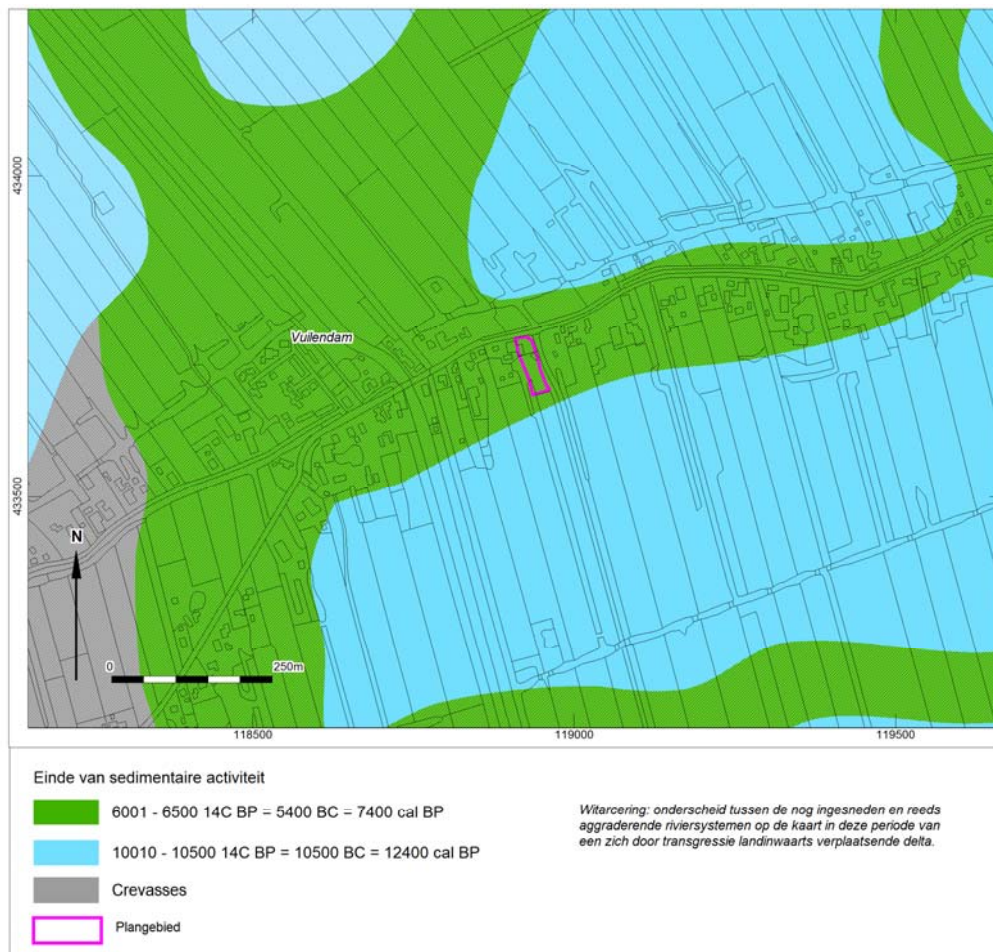 434000
Vuilendam
433500
N
0
250m
118500
119000
119500
Einde van sedimentaire activiteit
6001 - 6500 14C BP = 5400 BC = 7400 cal BP
10010 - 10500 14C BP = 10500 BC = 12400 cal BP
Crevasses
Plangebied
Witarcering: onderscheid tussen de nog ingesneden en reeds
aggraderende riviersystemen op de kaart in deze periode van
een zich door transgressie landinwaarts verplaatsende delta.